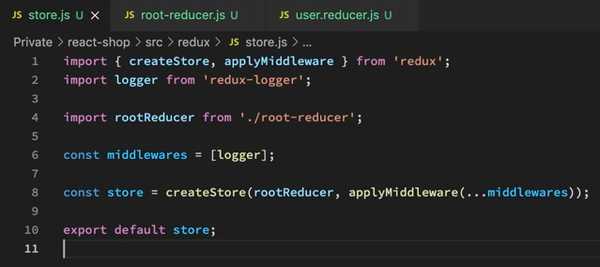 JS store.js U × JS root-reducer.js U JS user.reducer.js U
Private › react-shop › src › redux › JS store.js › ...
1 import { createStore, applyMiddleware } from 'redux';
2 import logger from 'redux-logger';
3
4 import rootReducer from './root-reducer';
5
6 const middlewares = [logger];
7
8 const store = createStore(rootReducer, applyMiddleware(...middlewares));
9
10 export default store;
11